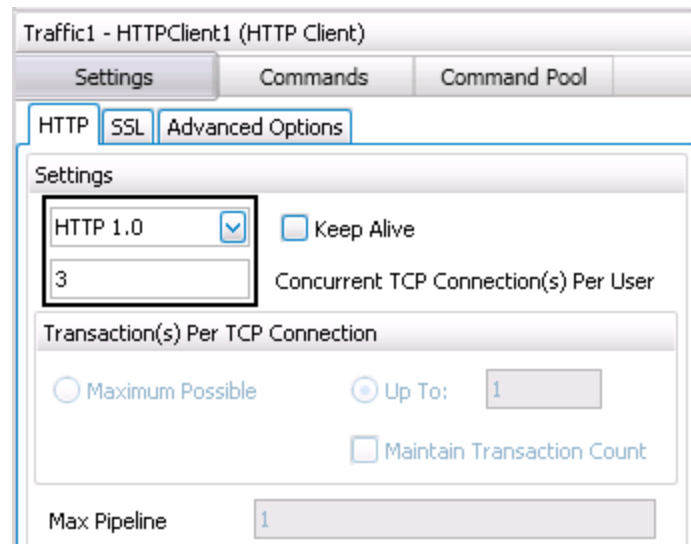 Traffic1 - HTTPClient1 (HTTP Client)
Settings Commands Command Pool
HTTP SSL Advanced Options
Settings
HTTP 1.0 Keep Alive
3 Concurrent TCP Connection(s) Per User
Transaction(s) Per TCP Connection
Maximum Possible Up To: 1
Maintain Transaction Count
Max Pipeline 1